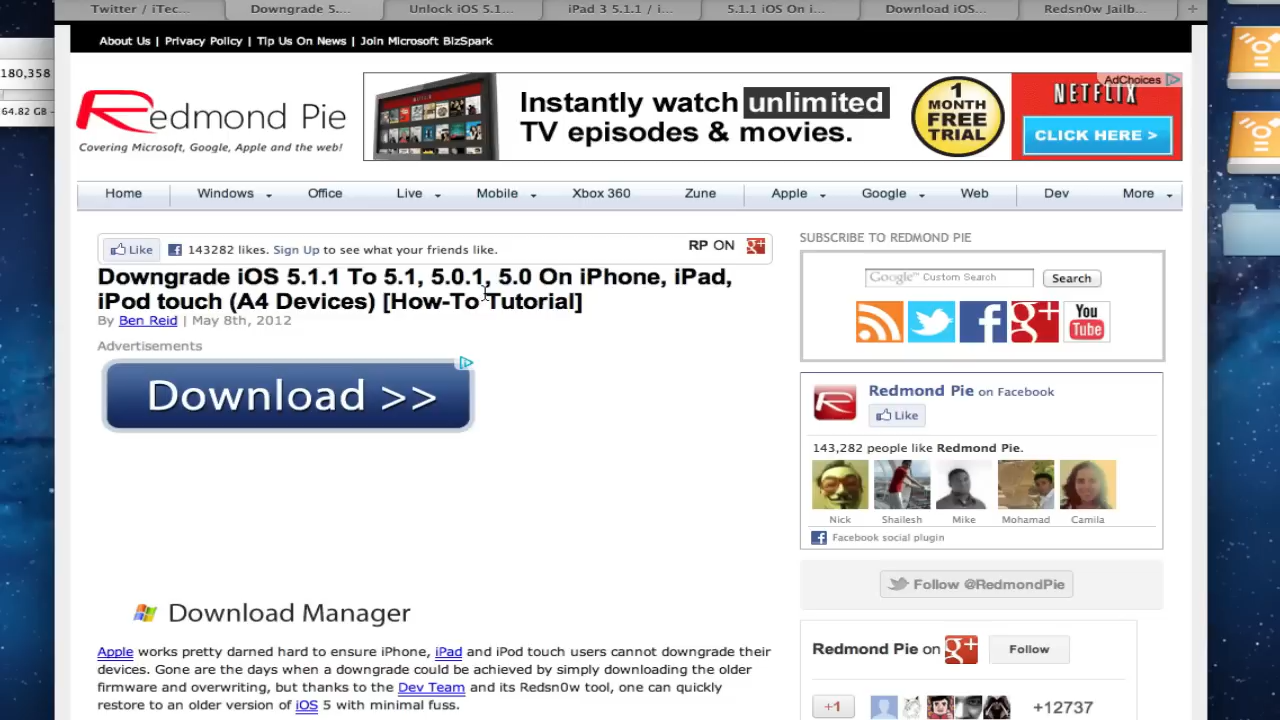 Twitter / iTec...
Downgrade 5....
Unlock iOS 5.1...
iPad 3 5.1.1 / i...
5.1.1 iOS On i...
Download iOS...
Redsn0w Jailb...
About Us | Privacy Policy | Tip Us On News | Join Microsoft BizSpark
180,358
64.82 GB
Redmond Pie
Covering Microsoft, Google, Apple and the web!
Instantly watch unlimited
TV episodes & movies.
1
MONTH
FREE
TRIAL
AdChoices
NETFLIX
CLICK HERE >
Home Windows Office Live Mobile Xbox 360 Zune Apple Google Web Dev More
Like 143282 likes. Sign Up to see what your friends like.
RP ON g+
Downgrade iOS 5.1.1 To 5.1, 5.0.1, 5.0 On iPhone, iPad,
iPod touch (A4 Devices) [How-To Tutorial]
By Ben Reid | May 8th, 2012
Advertisements
Download >>
Download Manager
Apple works pretty darned hard to ensure iPhone, iPad and iPod touch users cannot downgrade their
devices. Gone are the days when a downgrade could be achieved by simply downloading the older
firmware and overwriting, but thanks to the Dev Team and its Redsn0w tool, one can quickly
restore to an older version of iOS 5 with minimal fuss.
SUBSCRIBE TO REDMOND PIE
Google™ Custom Search
Search
You
Tube
Redmond Pie on Facebook
Like
143,282 people like Redmond Pie.
Nick Shailesh Mike Mohamad Camila
Facebook social plugin
Follow @RedmondPie
Redmond Pie on g+ Follow
+1
+12737